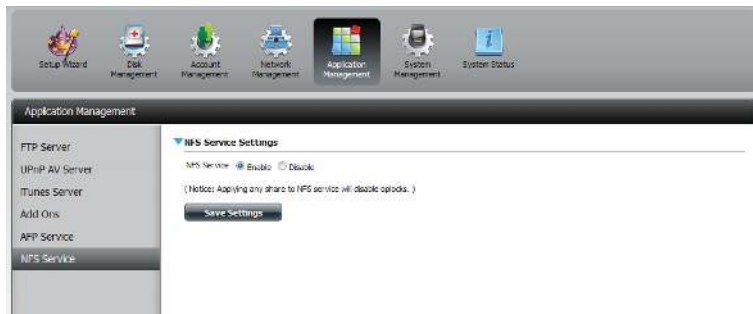 Setup Wizard
Disk Management
Account Management
Network Management
Application Management
System Management
System Status
Application Management
FTP Server
UPnP AV Server
iTunes Server
Add Ons
AFP Service
NFS Service
NFS Service Settings
NFS Service Enable Disable
( Notice: Applying any share to NFS service will disable oplocks. )
Save Settings